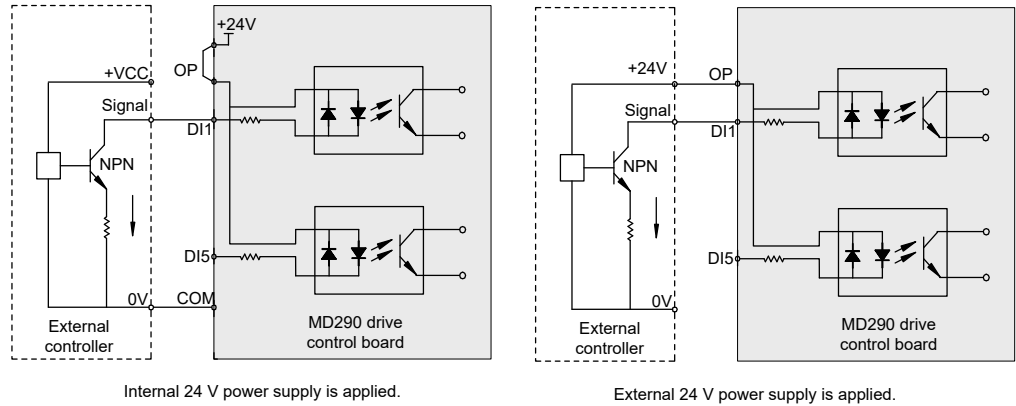 +24V
OP
+VCC
Signal
DI1
NPN
DI5
0V
COM
External
controller
MD290 drive
control board
Internal 24 V power supply is applied.
+24V
OP
Signal
DI1
NPN
DI5
0V
External
controller
MD290 drive
control board
External 24 V power supply is applied.